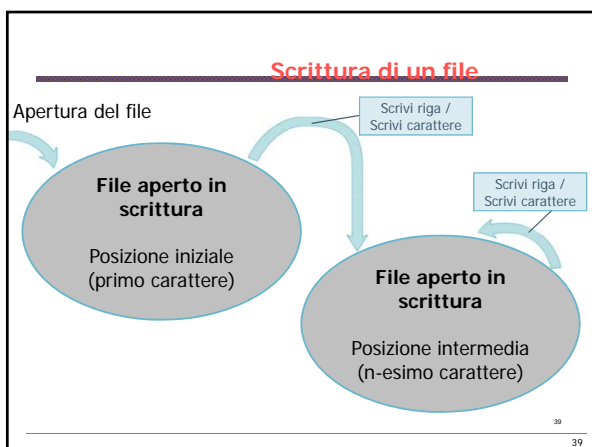 Scrittura di un file
Apertura del file
Scrivi riga /
Scrivi carattere
File aperto in
scrittura
Posizione iniziale
(primo carattere)
Scrivi riga /
Scrivi carattere
File aperto in
scrittura
Posizione intermedia
(n-esimo carattere)
39
39